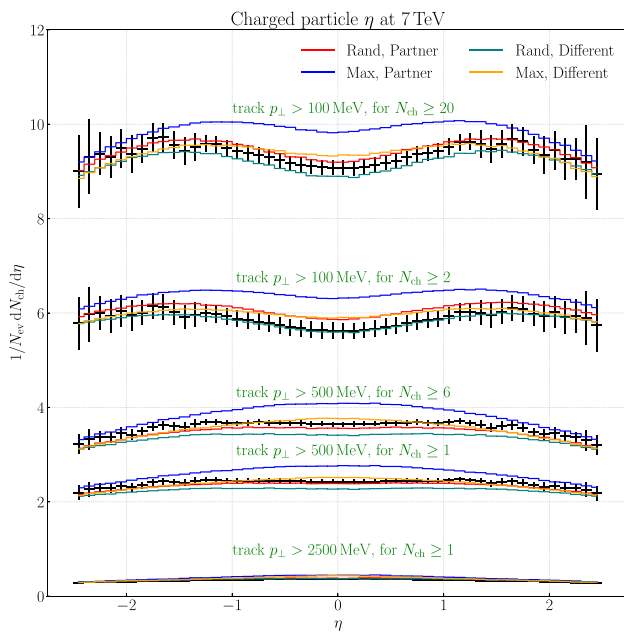 Charged particle η at 7 TeV
Rand, Partner
Max, Partner
Rand, Different
Max, Different
track p⊥ > 100 MeV, for Nch ≥ 20
track p⊥ > 100 MeV, for Nch ≥ 2
track p⊥ > 500 MeV, for Nch ≥ 6
track p⊥ > 500 MeV, for Nch ≥ 1
track p⊥ > 2500 MeV, for Nch ≥ 1
1/Nev dNch/dη
12
10
8
6
4
2
0
−2 −1 0 1 2
η